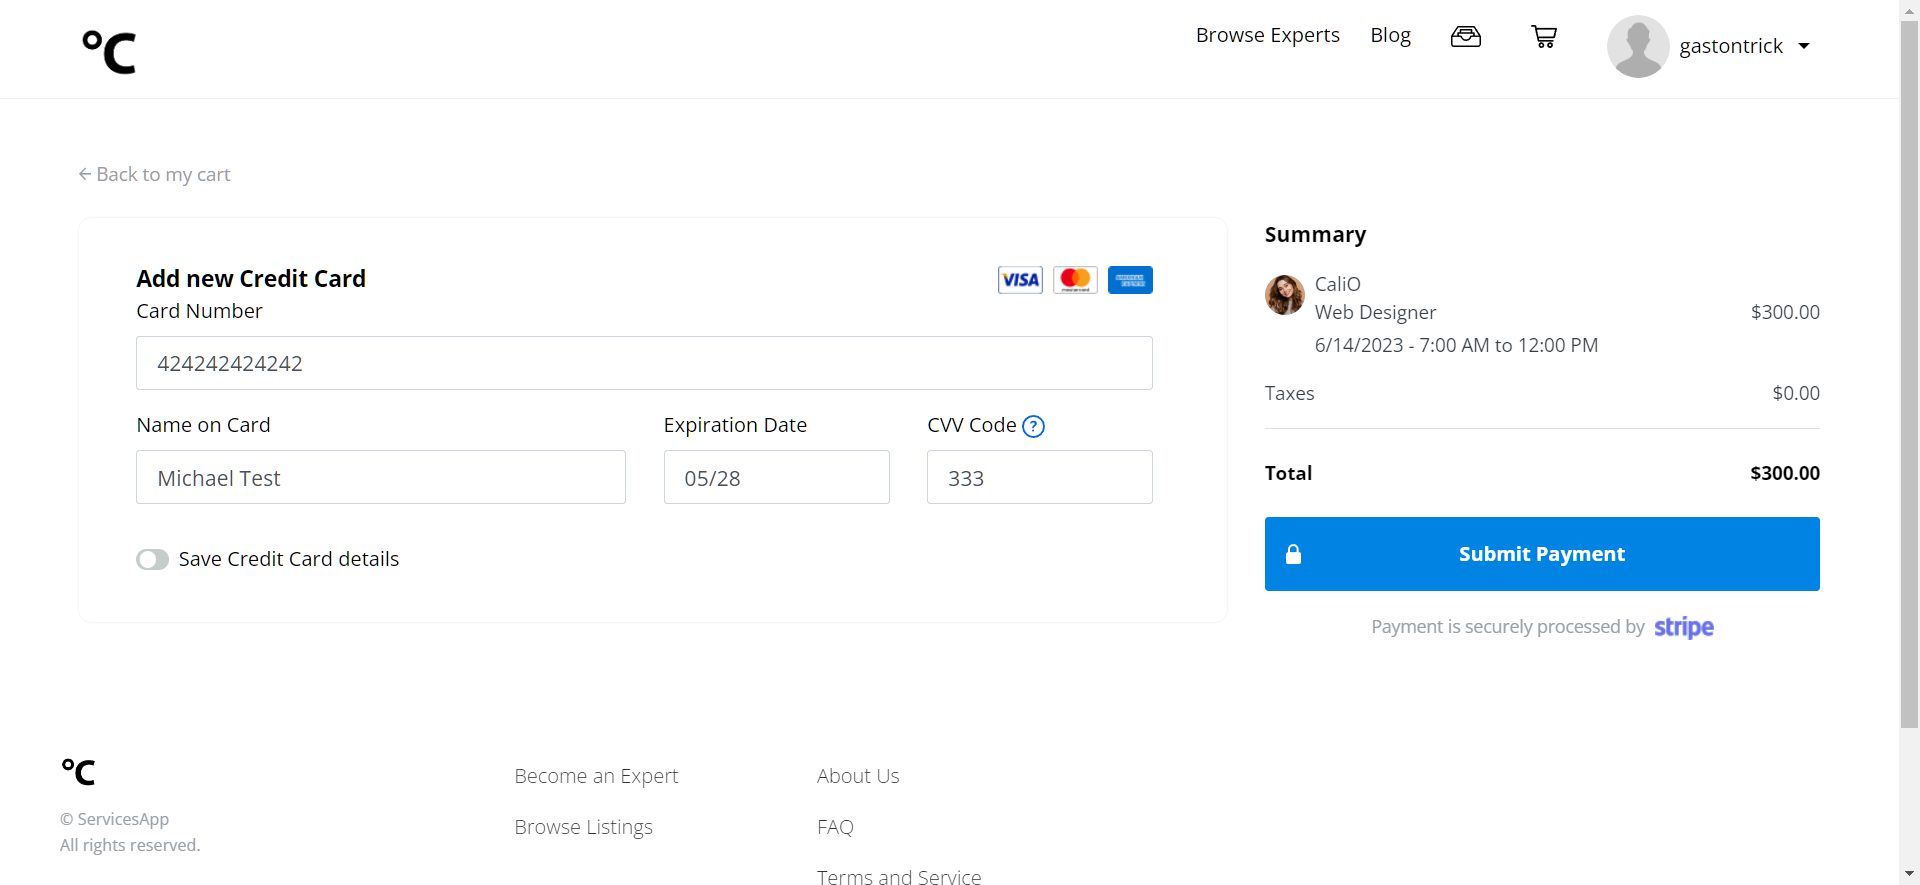 °C
Browse Experts
Blog
gastontrick
← Back to my cart
Add new Credit Card
VISA
mastercard
AMERICAN EXPRESS
Card Number
424242424242
Name on Card
Expiration Date
CVV Code ?
Michael Test
05/28
333
Save Credit Card details
Summary
CaliO
Web Designer
$300.00
6/14/2023 - 7:00 AM to 12:00 PM
Taxes
$0.00
Total
$300.00
Submit Payment
Payment is securely processed by stripe
°C
© ServicesApp
All rights reserved.
Become an Expert
Browse Listings
About Us
FAQ
Terms and Service